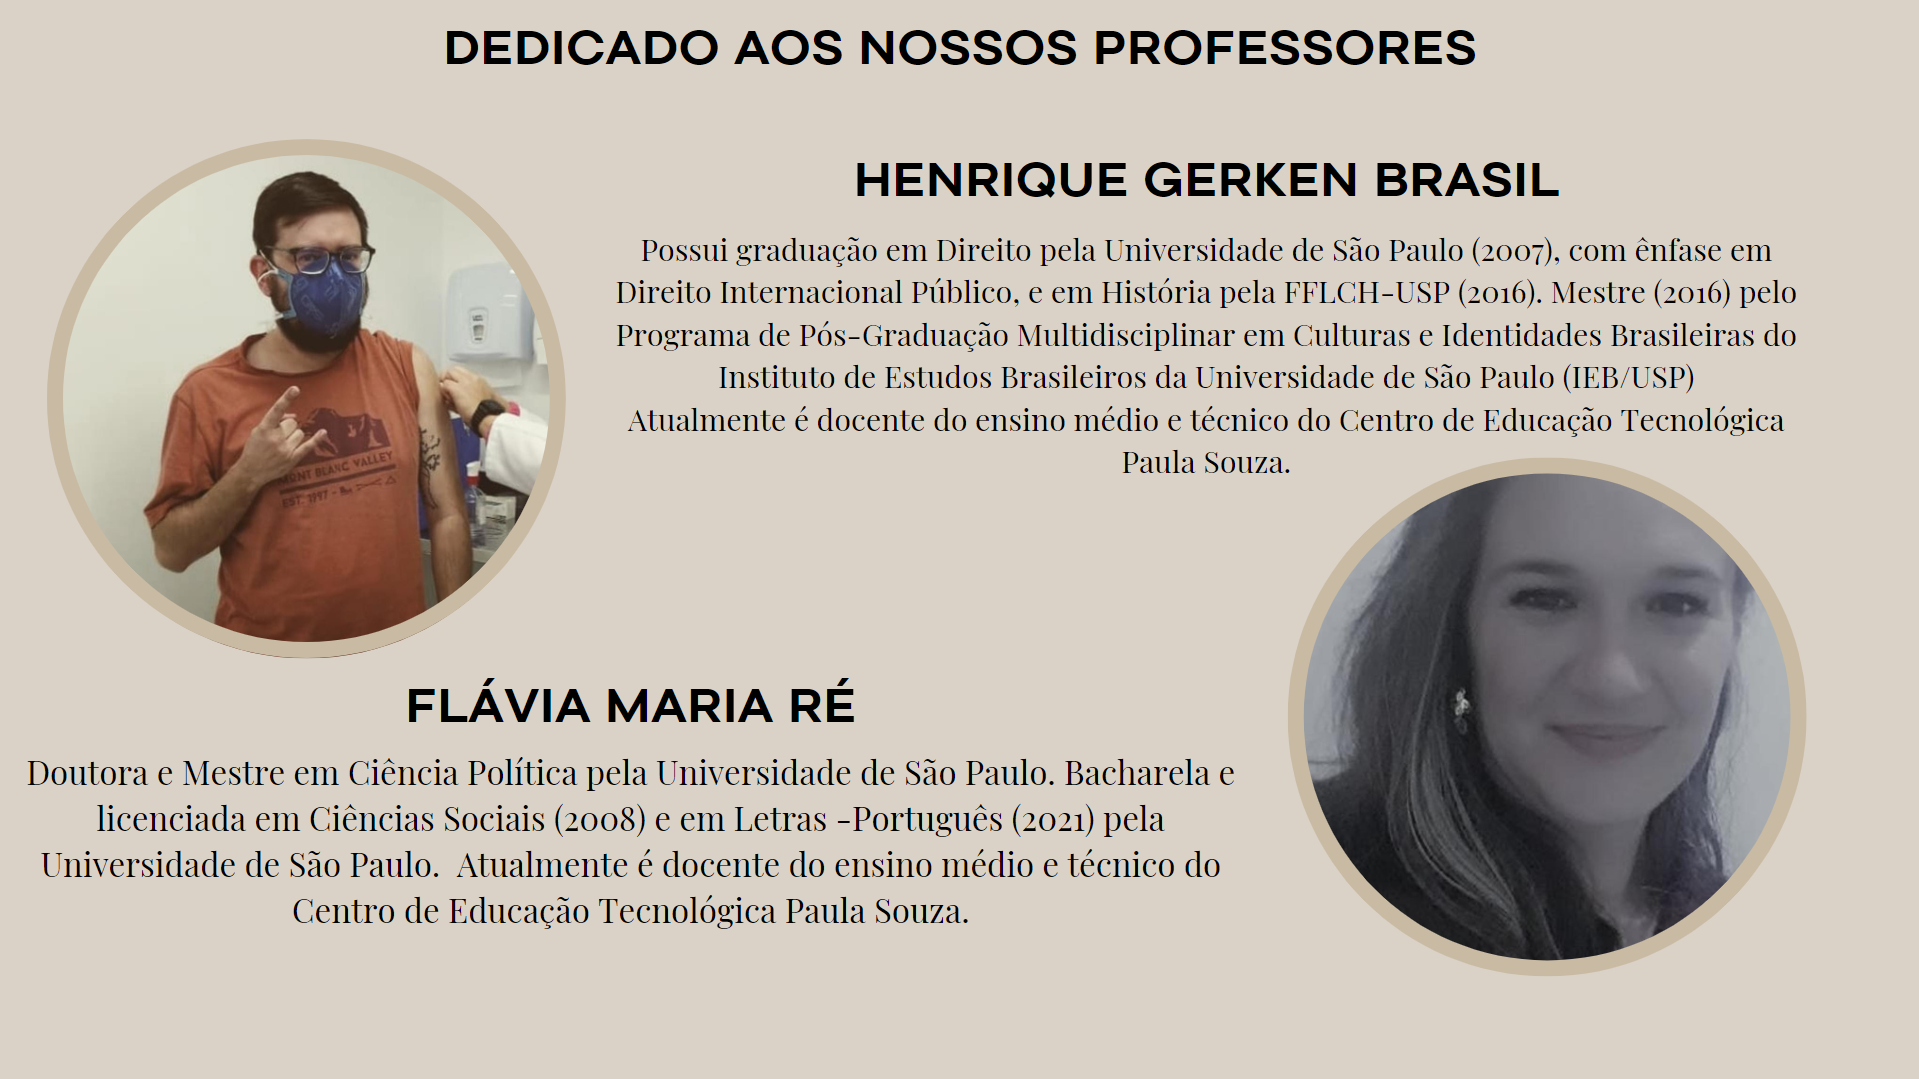 DEDICADO AOS NOSSOS PROFESSORES
HENRIQUE GERKEN BRASIL
Possui graduação em Direito pela Universidade de São Paulo (2007), com ênfase em
Direito Internacional Público, e em História pela FFLCH-USP (2016). Mestre (2016) pelo
Programa de Pós-Graduação Multidisciplinar em Culturas e Identidades Brasileiras do
Instituto de Estudos Brasileiros da Universidade de São Paulo (IEB/USP)
Atualmente é docente do ensino médio e técnico do Centro de Educação Tecnológica
Paula Souza.
MONT BLANC VALLEY
EST. 1997
FLÁVIA MARIA RÉ
Doutora e Mestre em Ciência Política pela Universidade de São Paulo. Bacharela e
licenciada em Ciências Sociais (2008) e em Letras -Português (2021) pela
Universidade de São Paulo.  Atualmente é docente do ensino médio e técnico do
Centro de Educação Tecnológica Paula Souza.